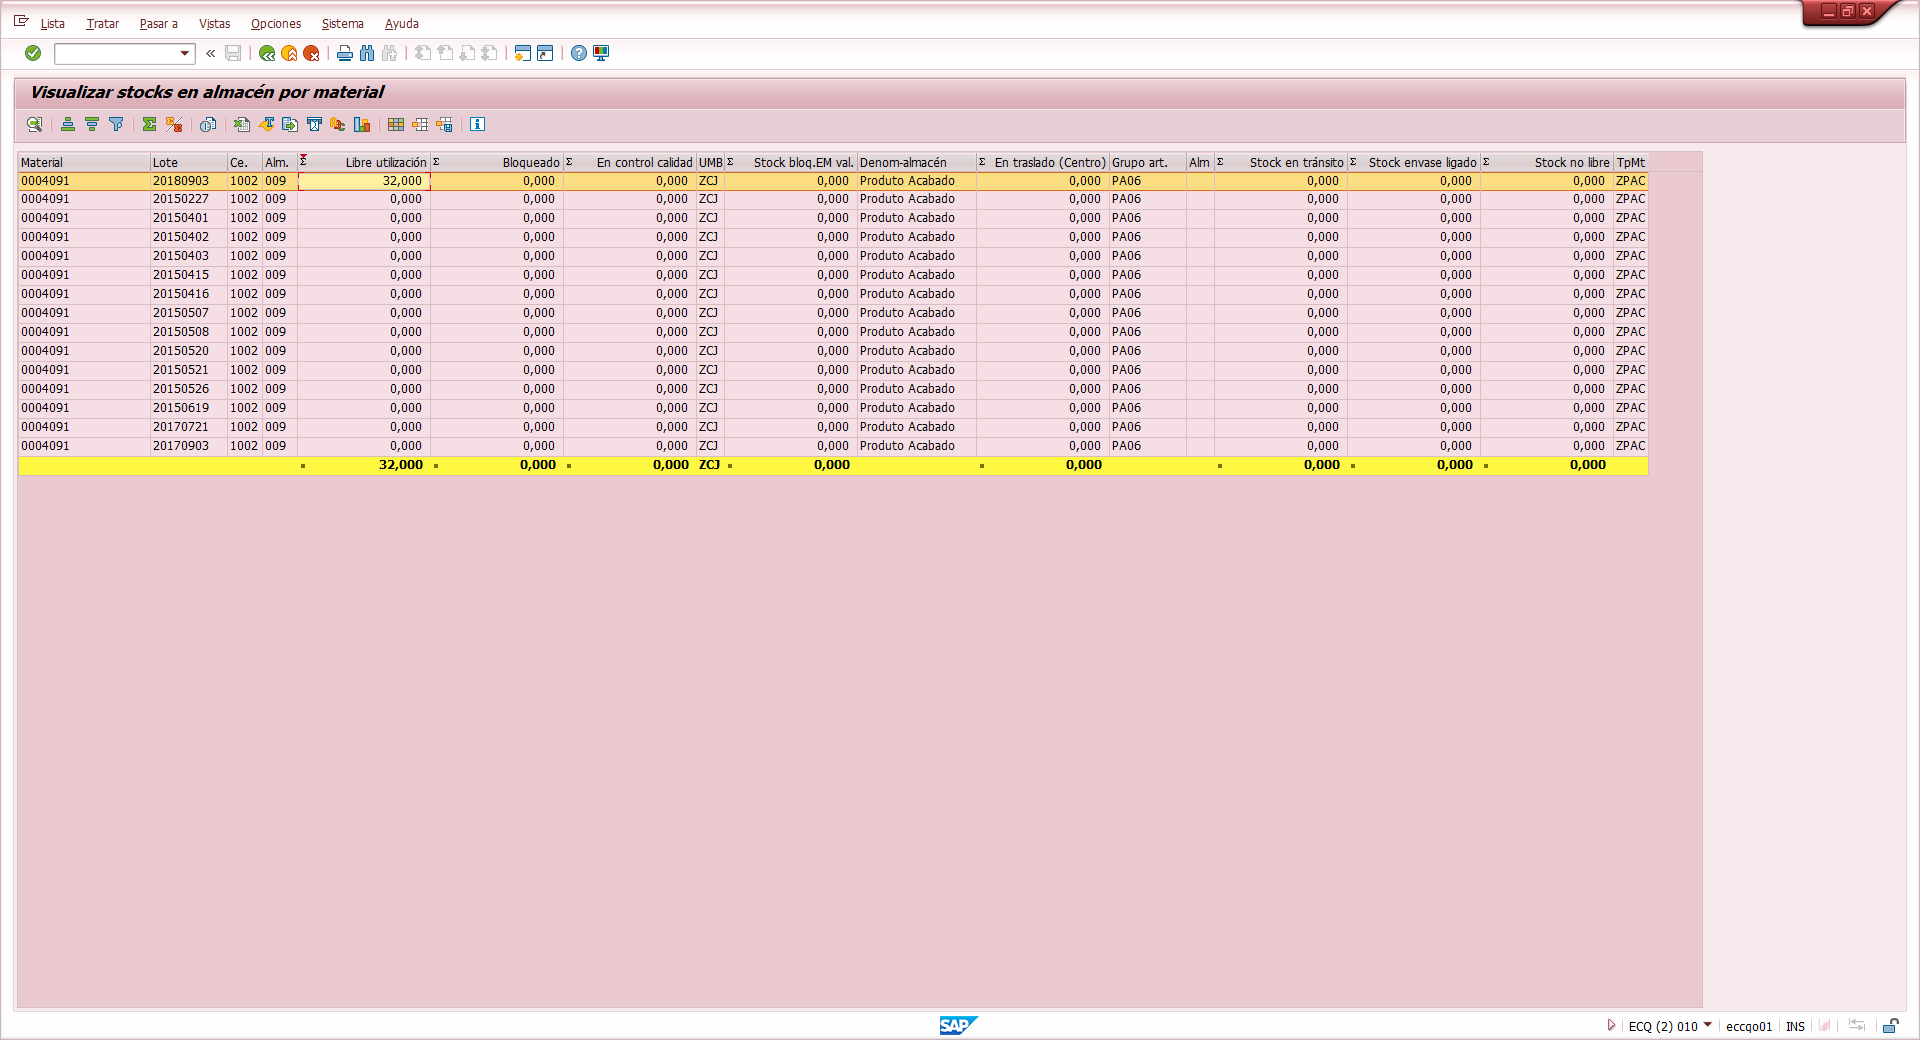 Lista Tratar Pasar a Vistas Opciones Sistema Ayuda
Visualizar stocks en almacén por material
Material Lote Ce. Alm. Σ Libre utilización Σ Bloqueado Σ En control calidad UMB Σ Stock bloq.EM val. Denom-almacén Σ En traslado (Centro) Grupo art. Alm Σ Stock en tránsito Σ Stock envase ligado Σ Stock no libre TpMt
0004091 20180903 1002 009 32,000 0,000 0,000 ZCJ 0,000 Produto Acabado 0,000 PA06 0,000 0,000 0,000 ZPAC
0004091 20150227 1002 009 0,000 0,000 0,000 ZCJ 0,000 Produto Acabado 0,000 PA06 0,000 0,000 0,000 ZPAC
0004091 20150401 1002 009 0,000 0,000 0,000 ZCJ 0,000 Produto Acabado 0,000 PA06 0,000 0,000 0,000 ZPAC
0004091 20150402 1002 009 0,000 0,000 0,000 ZCJ 0,000 Produto Acabado 0,000 PA06 0,000 0,000 0,000 ZPAC
0004091 20150403 1002 009 0,000 0,000 0,000 ZCJ 0,000 Produto Acabado 0,000 PA06 0,000 0,000 0,000 ZPAC
0004091 20150415 1002 009 0,000 0,000 0,000 ZCJ 0,000 Produto Acabado 0,000 PA06 0,000 0,000 0,000 ZPAC
0004091 20150416 1002 009 0,000 0,000 0,000 ZCJ 0,000 Produto Acabado 0,000 PA06 0,000 0,000 0,000 ZPAC
0004091 20150507 1002 009 0,000 0,000 0,000 ZCJ 0,000 Produto Acabado 0,000 PA06 0,000 0,000 0,000 ZPAC
0004091 20150508 1002 009 0,000 0,000 0,000 ZCJ 0,000 Produto Acabado 0,000 PA06 0,000 0,000 0,000 ZPAC
0004091 20150520 1002 009 0,000 0,000 0,000 ZCJ 0,000 Produto Acabado 0,000 PA06 0,000 0,000 0,000 ZPAC
0004091 20150521 1002 009 0,000 0,000 0,000 ZCJ 0,000 Produto Acabado 0,000 PA06 0,000 0,000 0,000 ZPAC
0004091 20150526 1002 009 0,000 0,000 0,000 ZCJ 0,000 Produto Acabado 0,000 PA06 0,000 0,000 0,000 ZPAC
0004091 20150619 1002 009 0,000 0,000 0,000 ZCJ 0,000 Produto Acabado 0,000 PA06 0,000 0,000 0,000 ZPAC
0004091 20170721 1002 009 0,000 0,000 0,000 ZCJ 0,000 Produto Acabado 0,000 PA06 0,000 0,000 0,000 ZPAC
0004091 20170903 1002 009 0,000 0,000 0,000 ZCJ 0,000 Produto Acabado 0,000 PA06 0,000 0,000 0,000 ZPAC
32,000 0,000 0,000 ZCJ 0,000 0,000 0,000 0,000 0,000
SAP ECQ (2) 010 eccqo01 INS